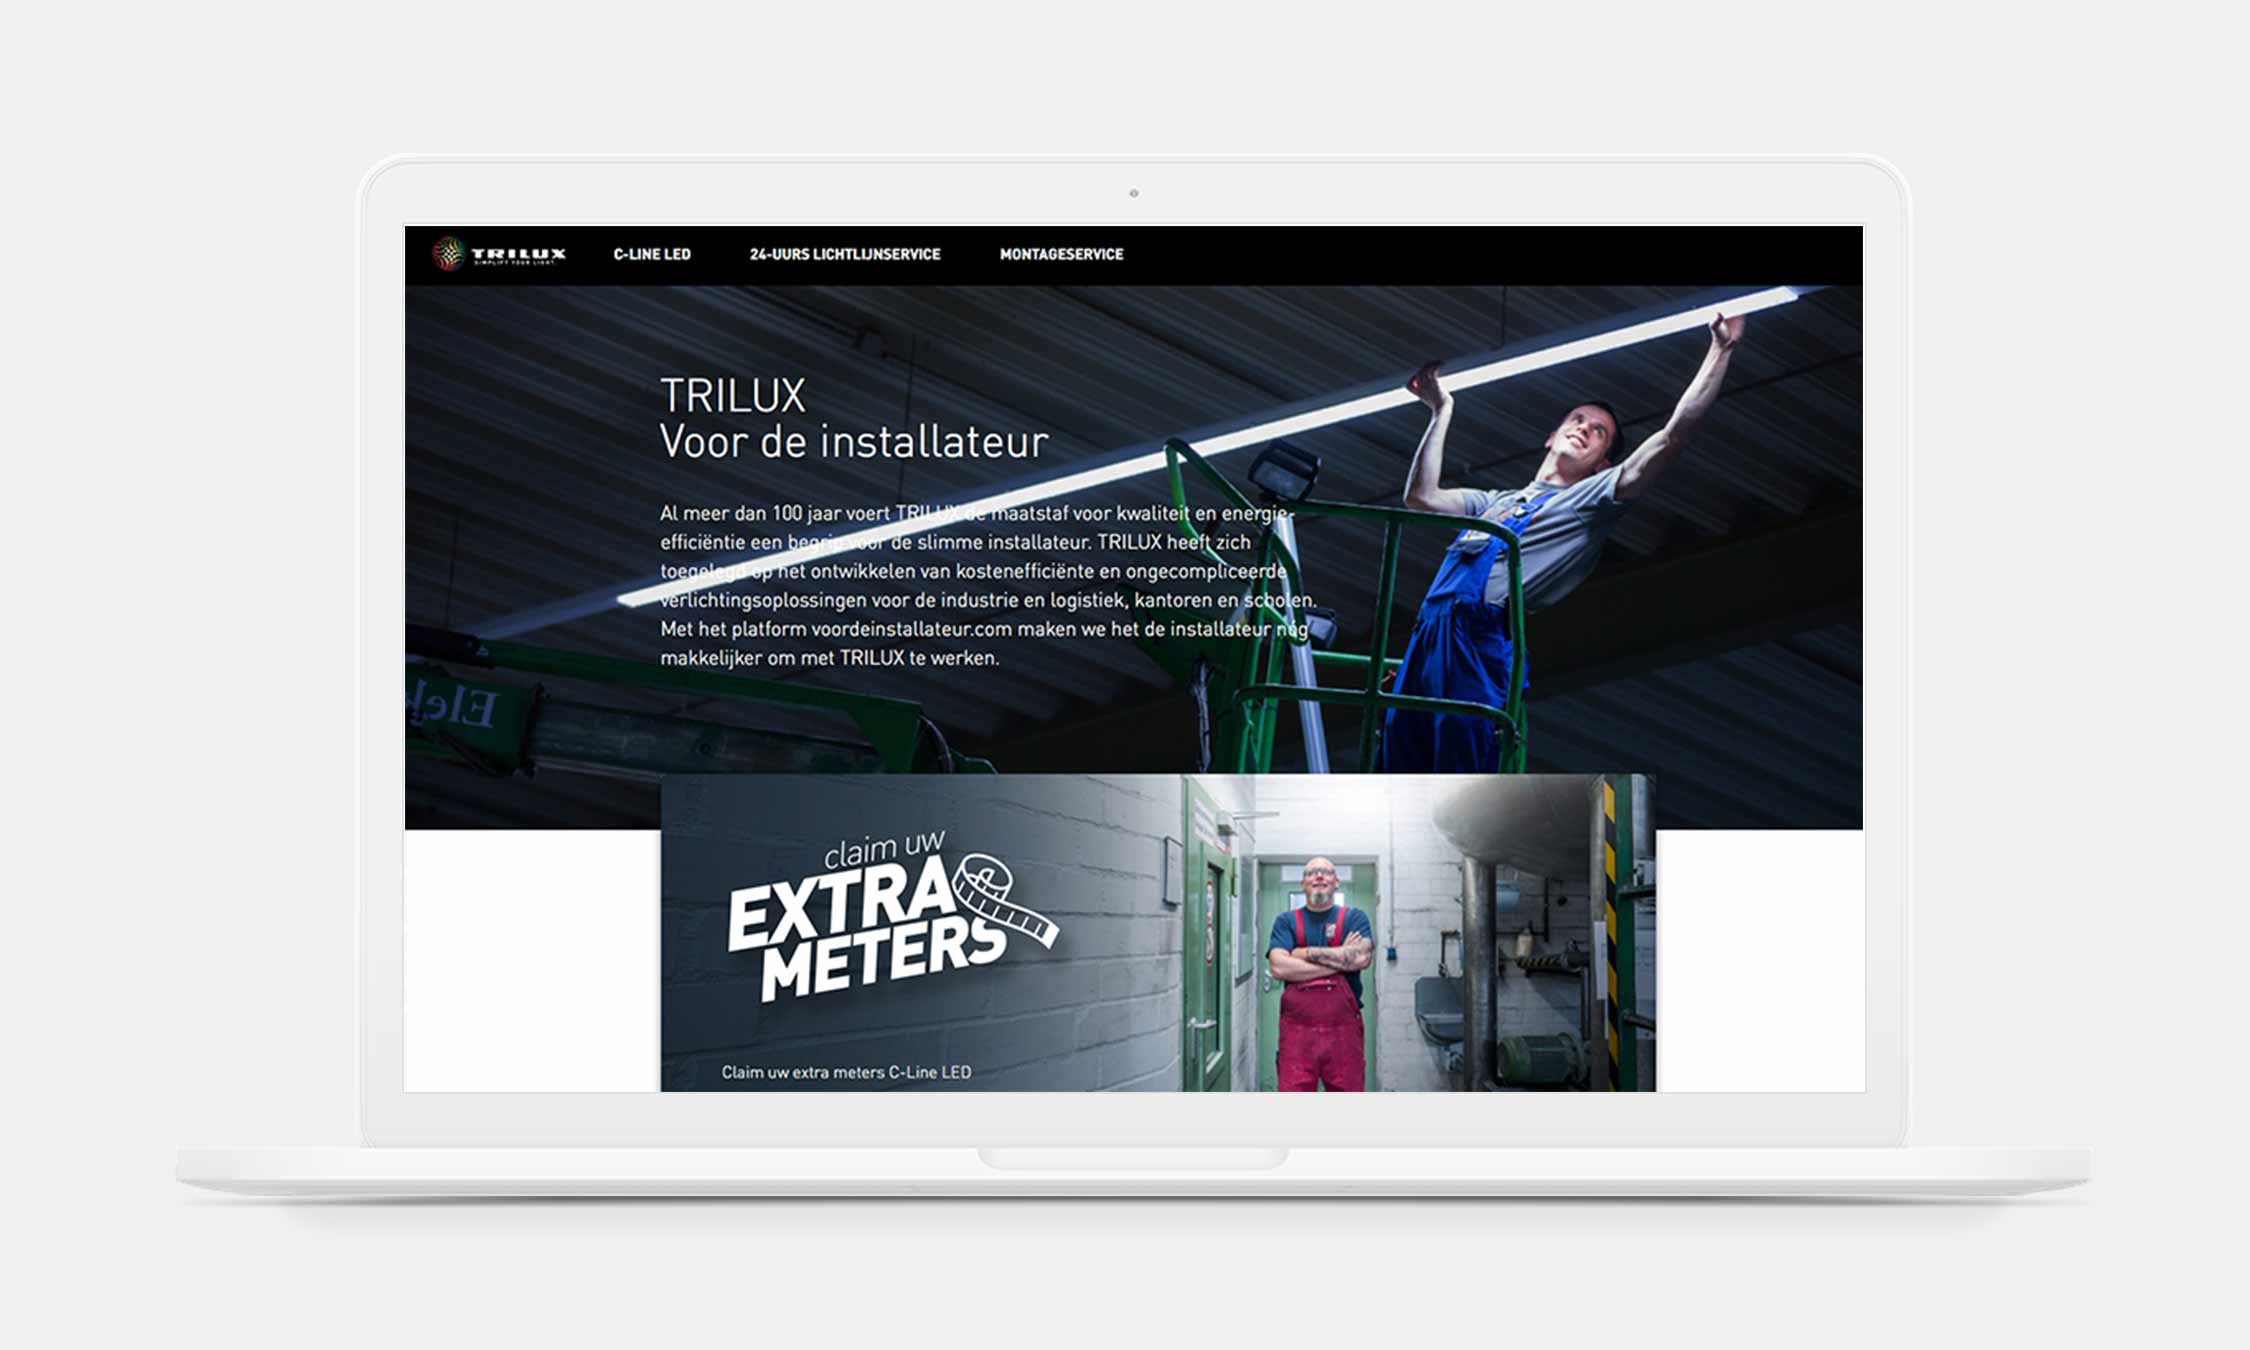 TRILUX
SIMPLIFY YOUR LIGHT.
C-LINE LED
24-UURS LICHTLIJNSERVICE
MONTAGESERVICE
TRILUX
Voor de installateur
Al meer dan 100 jaar voert TRILUX de maatstaf voor kwaliteit en energie-
efficiëntie een begrip voor de slimme installateur. TRILUX heeft zich
toegelegd op het ontwikkelen van kostenefficiënte en ongecompliceerde
verlichtingsoplossingen voor de industrie en logistiek, kantoren en scholen.
Met het platform voordeinstallateur.com maken we het de installateur nóg
makkelijker om met TRILUX te werken.
claim uw
EXTRA
METERS
Claim uw extra meters C-Line LED